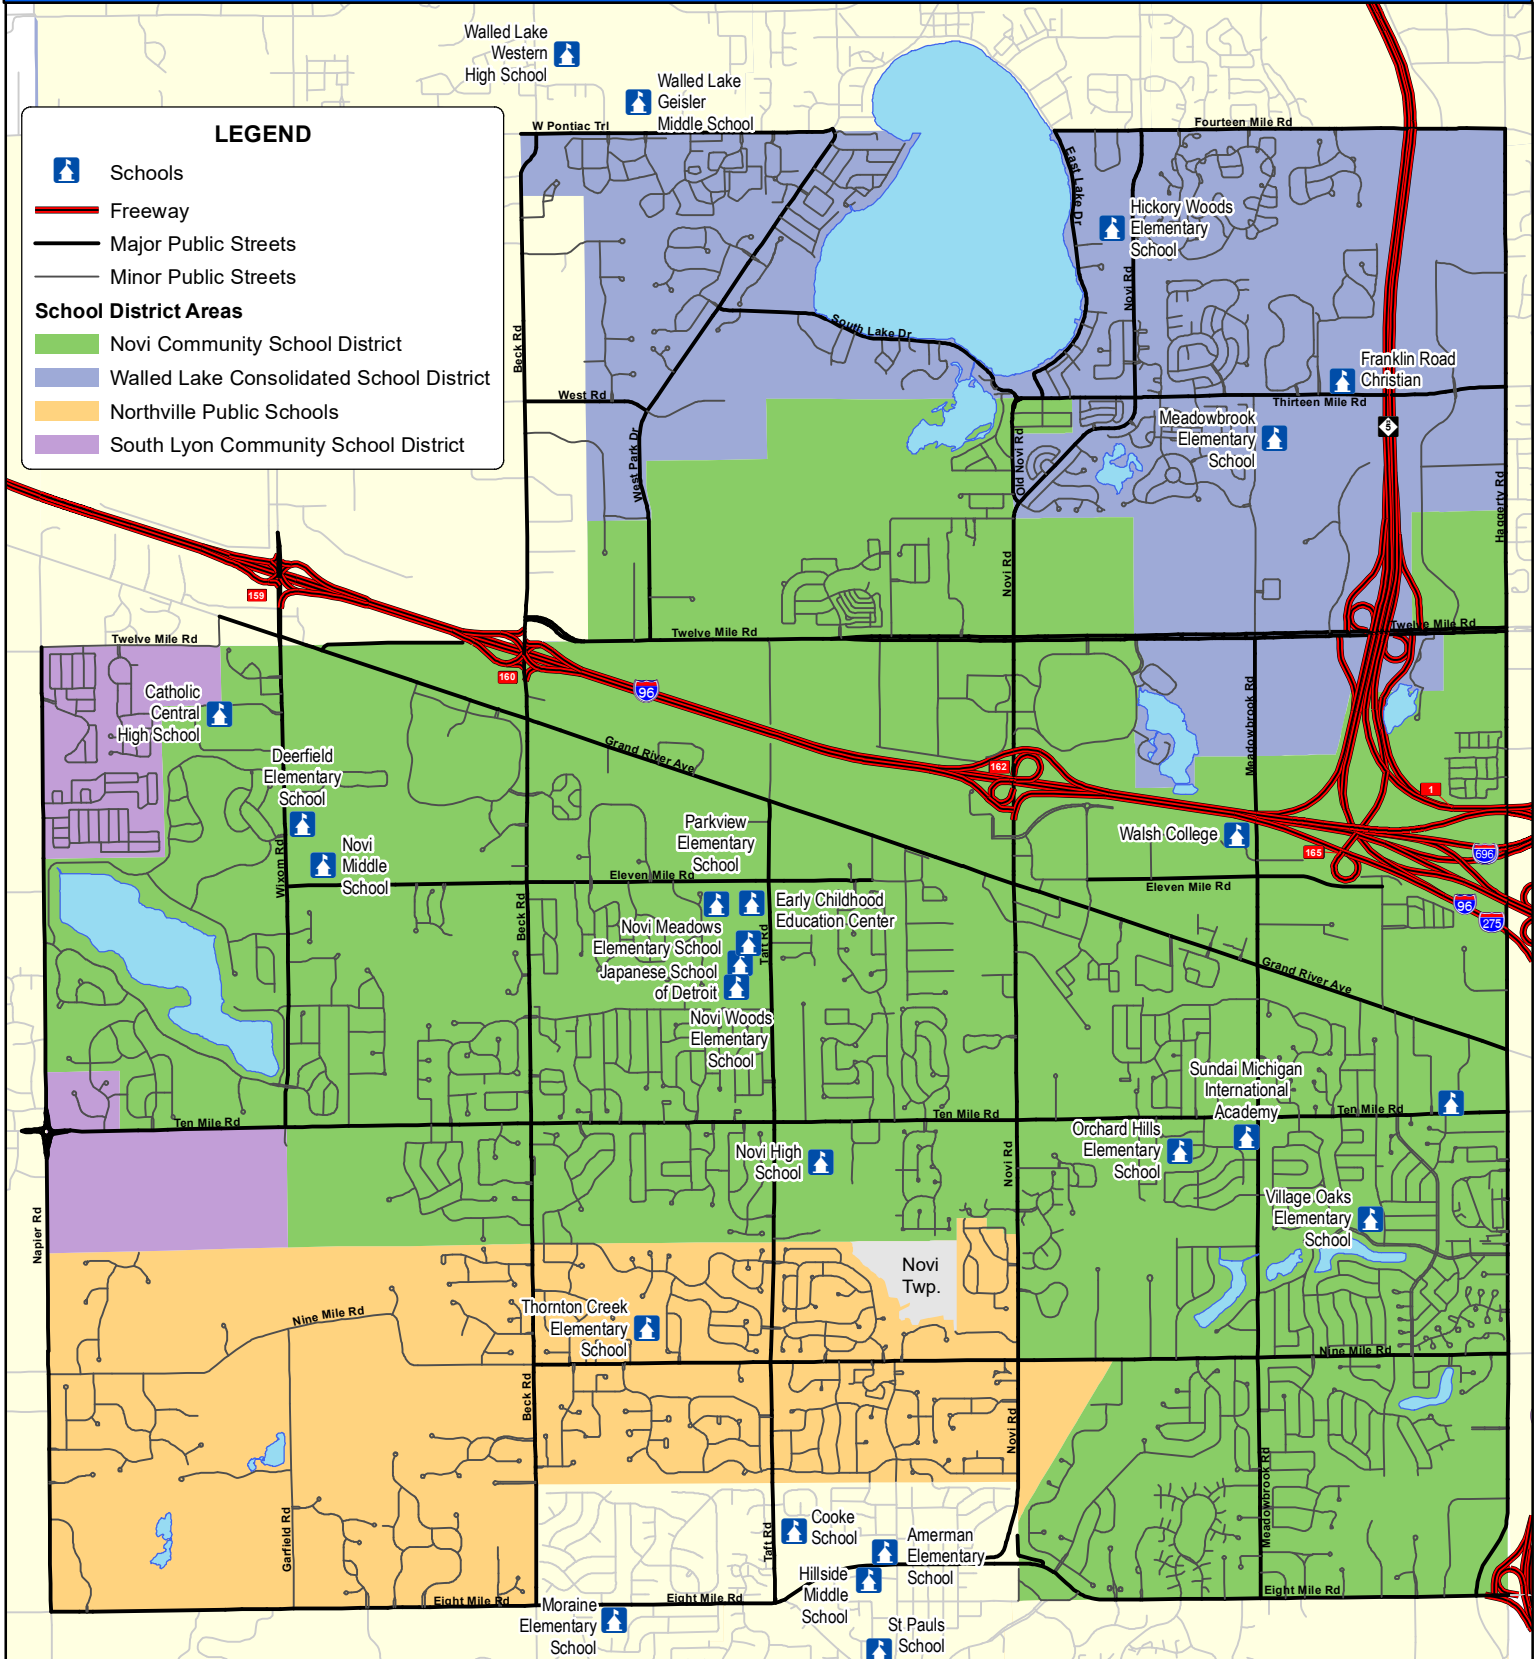 Walled Lake
Western
High School
Walled Lake
Geisler
Middle School
W Pontiac Trl
Fourteen Mile Rd
LEGEND
Schools
Freeway
Major Public Streets
Minor Public Streets
School District Areas
Novi Community School District
Walled Lake Consolidated School District
Northville Public Schools
South Lyon Community School District
East Lake Dr
Hickory Woods
Elementary
School
Novi Rd
Beck Rd
South Lake Dr
Franklin Road
Christian
West Rd
Thirteen Mile Rd
5
Meadowbrook
Elementary
School
West Park Dr
Old Novi Rd
Haggerty Rd
Novi Rd
159
Twelve Mile Rd
Twelve Mile Rd
Twelve Mile Rd
160
96
Catholic
Central
High School
Meadowbrook Rd
Grand River Ave
Deerfield
Elementary
School
162
1
Parkview
Elementary
School
Walsh College
165
696
Wixom Rd
Novi
Middle
School
Eleven Mile Rd
Eleven Mile Rd
Beck Rd
Early Childhood
Education Center
96
275
Novi Meadows
Elementary School
Taft Rd
Japanese School
of Detroit
Grand River Ave
Novi Woods
Elementary
School
Sundai Michigan
International
Academy
Ten Mile Rd
Ten Mile Rd
Ten Mile Rd
Orchard Hills
Elementary
School
Novi High
School
Novi Rd
Village Oaks
Elementary
School
Napier Rd
Novi
Twp.
Nine Mile Rd
Thornton Creek
Elementary
School
Nine Mile Rd
Beck Rd
Novi Rd
Meadowbrook Rd
Garfield Rd
Taft Rd
Cooke
School
Amerman
Elementary
School
Hillside
Middle
School
Eight Mile Rd
Eight Mile Rd
Eight Mile Rd
Moraine
Elementary
School
St Pauls
School